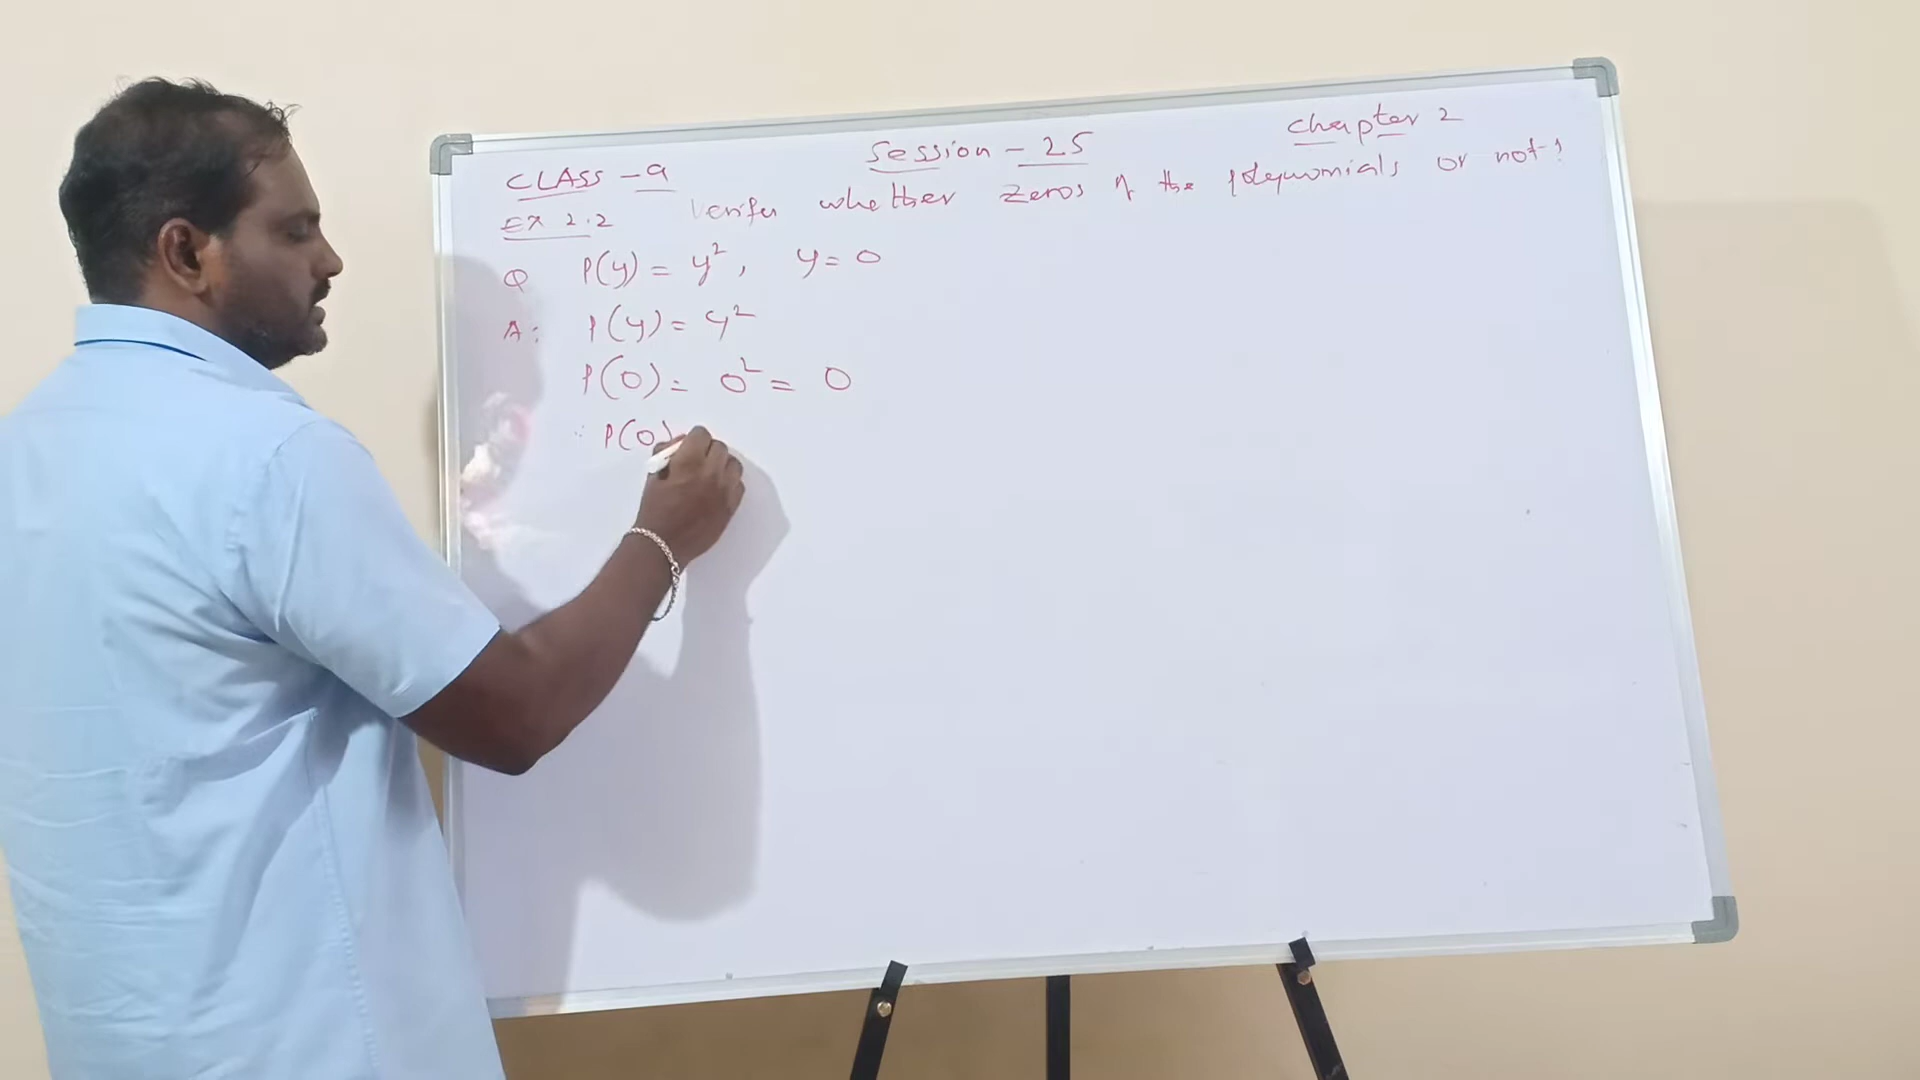 CLASS - 9 Session - 25 Chapter 2
EX 2.2 Verify whether zeros of the polynomials or not!
Q P(y) = y², y = 0
A: P(y) = y²
P(0) = 0² = 0
∵ P(0)